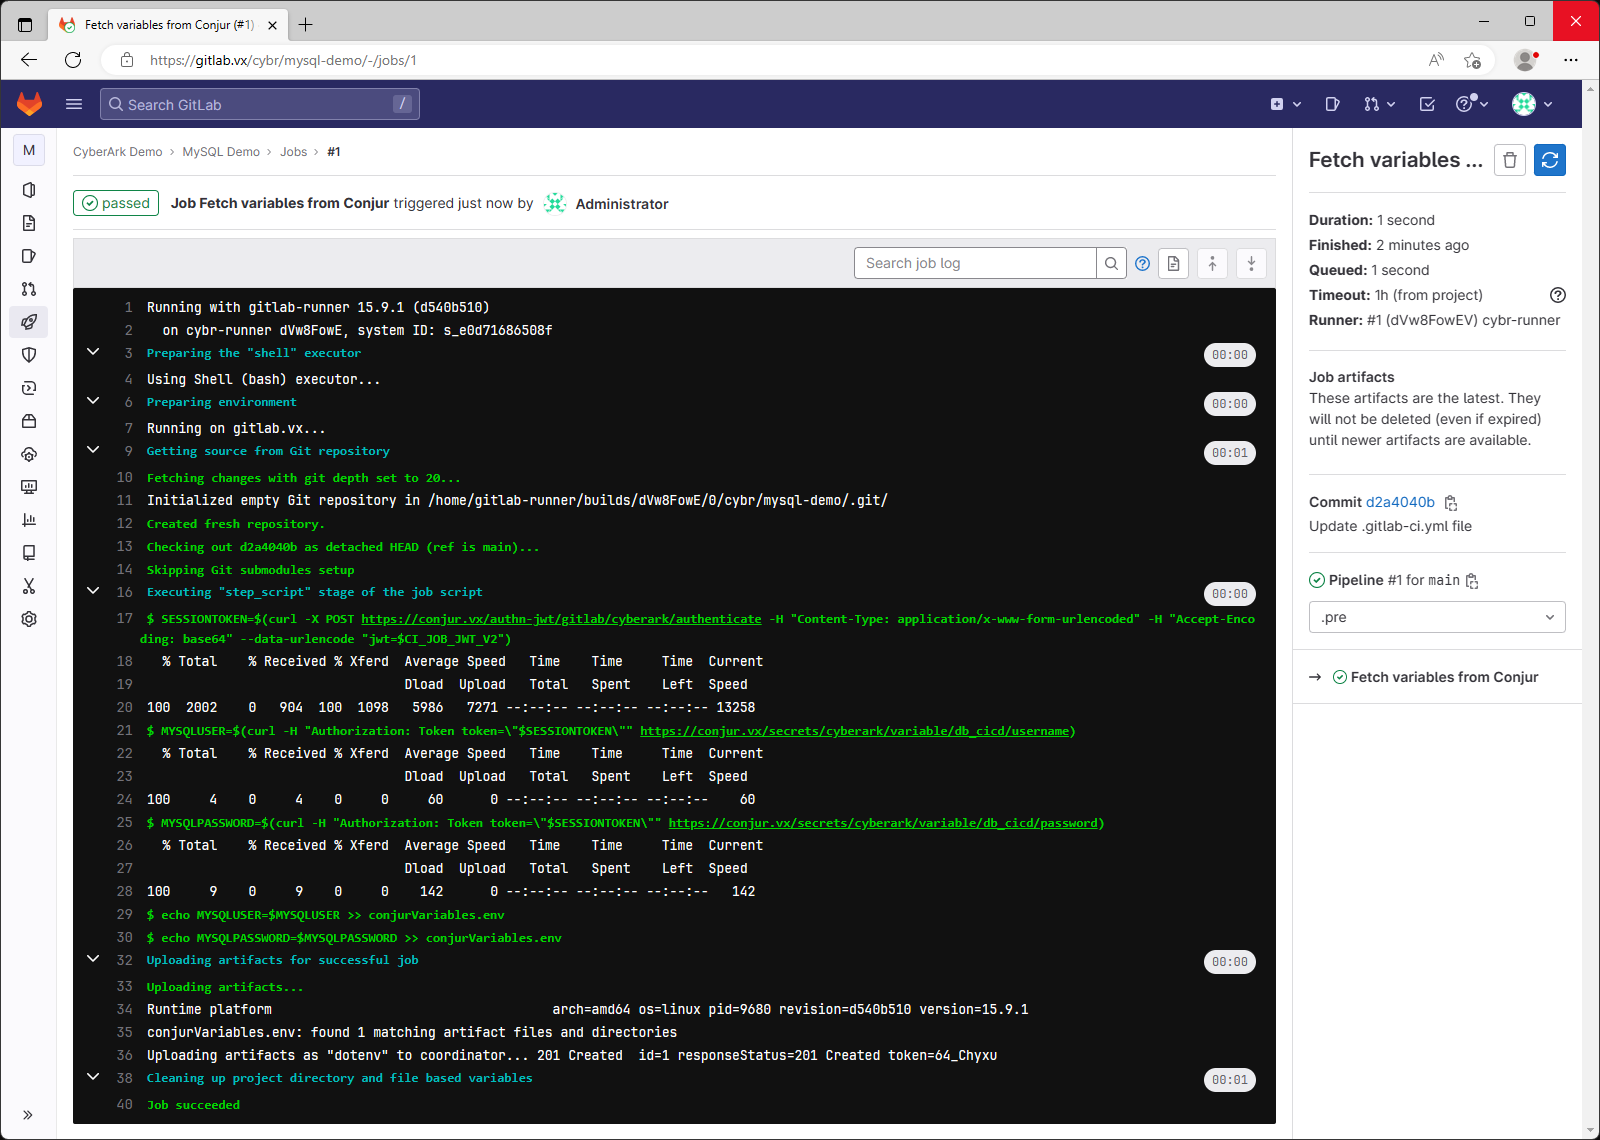 Fetch variables from Conjur (#1)
https://gitlab.vx/cybr/mysql-demo/-/jobs/1
Search GitLab /
M
CyberArk Demo › MySQL Demo › Jobs › #1
passed Job Fetch variables from Conjur triggered just now by Administrator
Search job log
1 Running with gitlab-runner 15.9.1 (d540b510)
2 on cybr-runner dVw8FowE, system ID: s_e0d71686508f
3 Preparing the "shell" executor 00:00
4 Using Shell (bash) executor...
6 Preparing environment 00:00
7 Running on gitlab.vx...
9 Getting source from Git repository 00:01
10 Fetching changes with git depth set to 20...
11 Initialized empty Git repository in /home/gitlab-runner/builds/dVw8FowE/0/cybr/mysql-demo/.git/
12 Created fresh repository.
13 Checking out d2a4040b as detached HEAD (ref is main)...
14 Skipping Git submodules setup
16 Executing "step_script" stage of the job script 00:00
17 $ SESSIONTOKEN=$(curl -X POST https://conjur.vx/authn-jwt/gitlab/cyberark/authenticate -H "Content-Type: application/x-www-form-urlencoded" -H "Accept-Enco
ding: base64" --data-urlencode "jwt=$CI_JOB_JWT_V2")
18 % Total % Received % Xferd Average Speed Time Time Time Current
19 Dload Upload Total Spent Left Speed
20 100 2002 0 904 100 1098 5986 7271 --:--:-- --:--:-- --:--:-- 13258
21 $ MYSQLUSER=$(curl -H "Authorization: Token token=\"$SESSIONTOKEN\"" https://conjur.vx/secrets/cyberark/variable/db_cicd/username)
22 % Total % Received % Xferd Average Speed Time Time Time Current
23 Dload Upload Total Spent Left Speed
24 100 4 0 4 0 0 60 0 --:--:-- --:--:-- --:--:-- 60
25 $ MYSQLPASSWORD=$(curl -H "Authorization: Token token=\"$SESSIONTOKEN\"" https://conjur.vx/secrets/cyberark/variable/db_cicd/password)
26 % Total % Received % Xferd Average Speed Time Time Time Current
27 Dload Upload Total Spent Left Speed
28 100 9 0 9 0 0 142 0 --:--:-- --:--:-- --:--:-- 142
29 $ echo MYSQLUSER=$MYSQLUSER >> conjurVariables.env
30 $ echo MYSQLPASSWORD=$MYSQLPASSWORD >> conjurVariables.env
32 Uploading artifacts for successful job 00:00
33 Uploading artifacts...
34 Runtime platform arch=amd64 os=linux pid=9680 revision=d540b510 version=15.9.1
35 conjurVariables.env: found 1 matching artifact files and directories
36 Uploading artifacts as "dotenv" to coordinator... 201 Created id=1 responseStatus=201 Created token=64_Chyxu
38 Cleaning up project directory and file based variables 00:01
40 Job succeeded
Fetch variables ...
Duration: 1 second
Finished: 2 minutes ago
Queued: 1 second
Timeout: 1h (from project)
Runner: #1 (dVw8FowEV) cybr-runner
Job artifacts
These artifacts are the latest. They
will not be deleted (even if expired)
until newer artifacts are available.
Commit d2a4040b
Update .gitlab-ci.yml file
Pipeline #1 for main
.pre
→ Fetch variables from Conjur